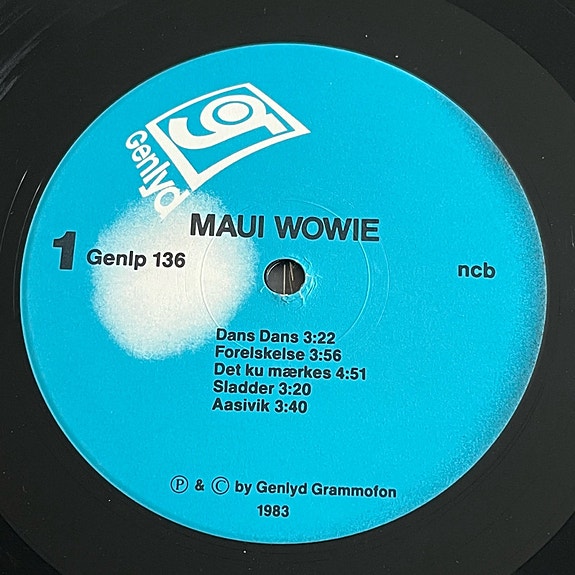 g
Genlyd
MAUI WOWIE
1
Genlp 136
ncb
Dans Dans 3:22
Forelskelse 3:56
Det ku mærkes 4:51
Sladder 3:20
Aasivik 3:40
Ⓟ & © by Genlyd Grammofon
1983